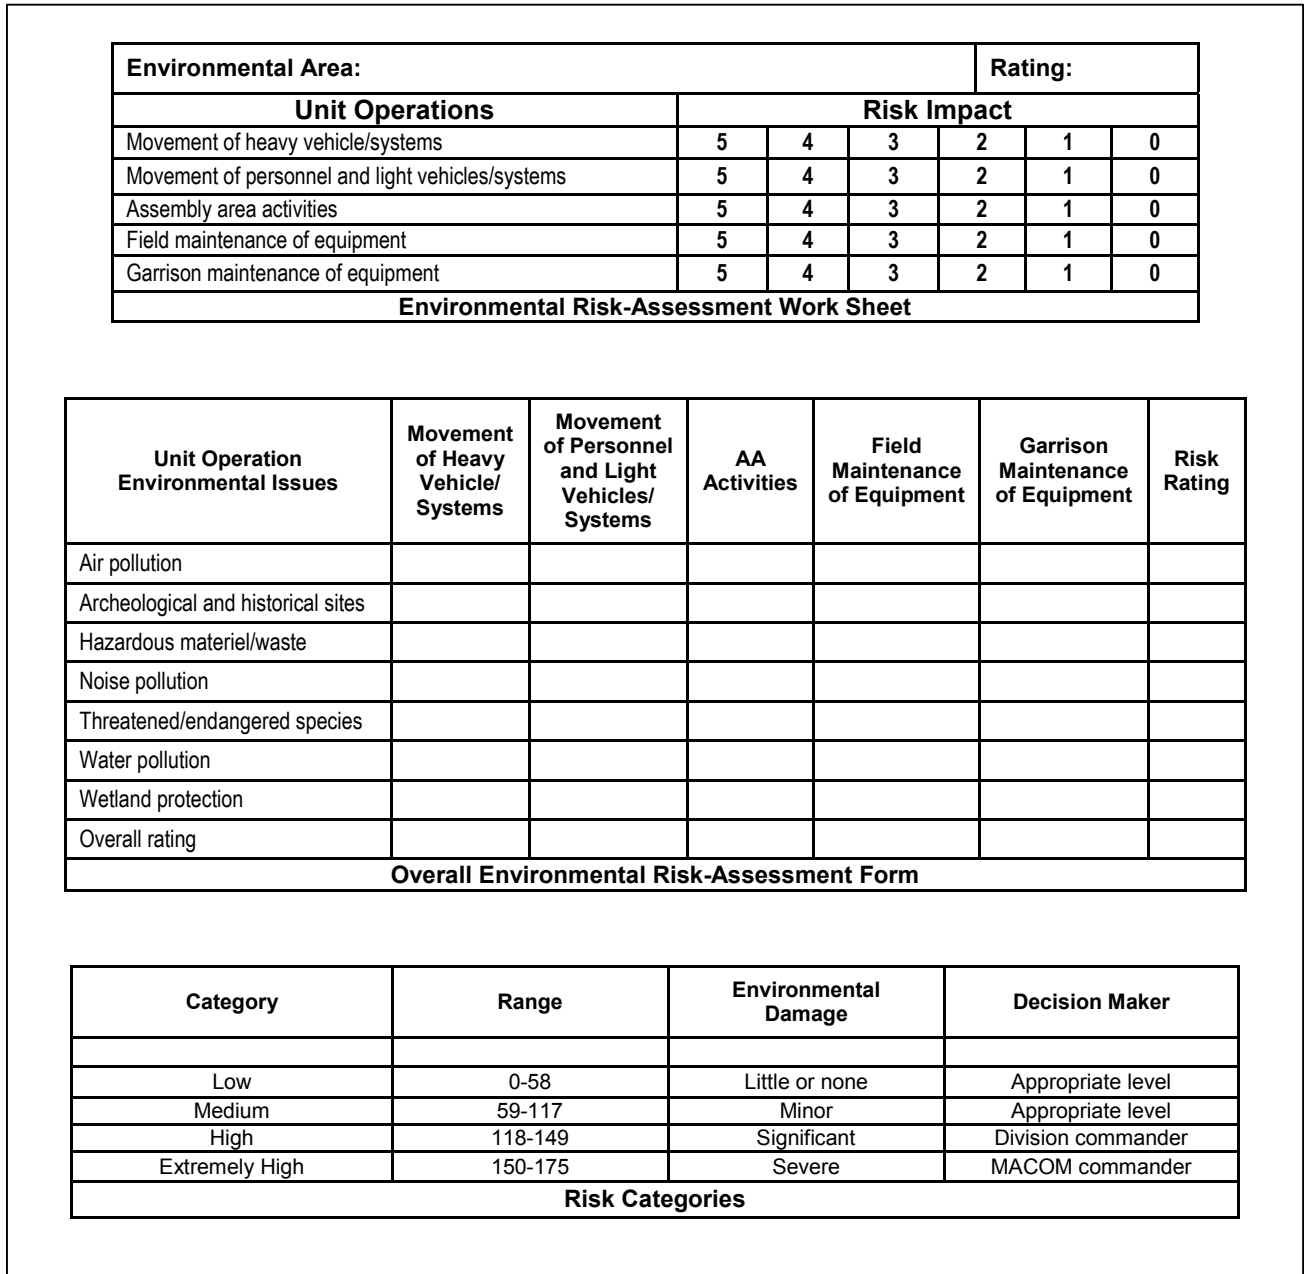 Environmental Area: Rating:
Unit Operations Risk Impact
Movement of heavy vehicle/systems 5 4 3 2 1 0
Movement of personnel and light vehicles/systems 5 4 3 2 1 0
Assembly area activities 5 4 3 2 1 0
Field maintenance of equipment 5 4 3 2 1 0
Garrison maintenance of equipment 5 4 3 2 1 0
Environmental Risk-Assessment Work Sheet
Unit Operation
Environmental Issues
Movement
of Heavy
Vehicle/
Systems
Movement
of Personnel
and Light
Vehicles/
Systems
AA
Activities
Field
Maintenance
of Equipment
Garrison
Maintenance
of Equipment
Risk
Rating
Air pollution
Archeological and historical sites
Hazardous materiel/waste
Noise pollution
Threatened/endangered species
Water pollution
Wetland protection
Overall rating
Overall Environmental Risk-Assessment Form
Category Range Environmental
Damage Decision Maker
Low 0-58 Little or none Appropriate level
Medium 59-117 Minor Appropriate level
High 118-149 Significant Division commander
Extremely High 150-175 Severe MACOM commander
Risk Categories